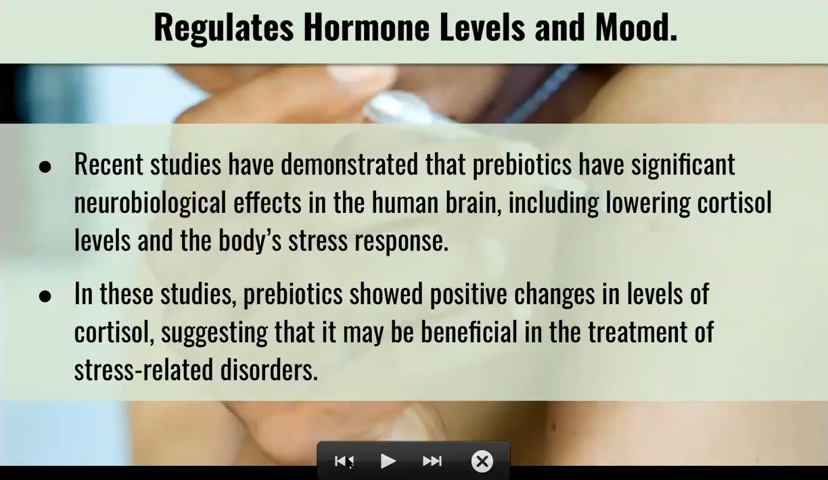 Regulates Hormone Levels and Mood.
● Recent studies have demonstrated that prebiotics have significant
neurobiological effects in the human brain, including lowering cortisol
levels and the body’s stress response.
● In these studies, prebiotics showed positive changes in levels of
cortisol, suggesting that it may be beneficial in the treatment of
stress-related disorders.